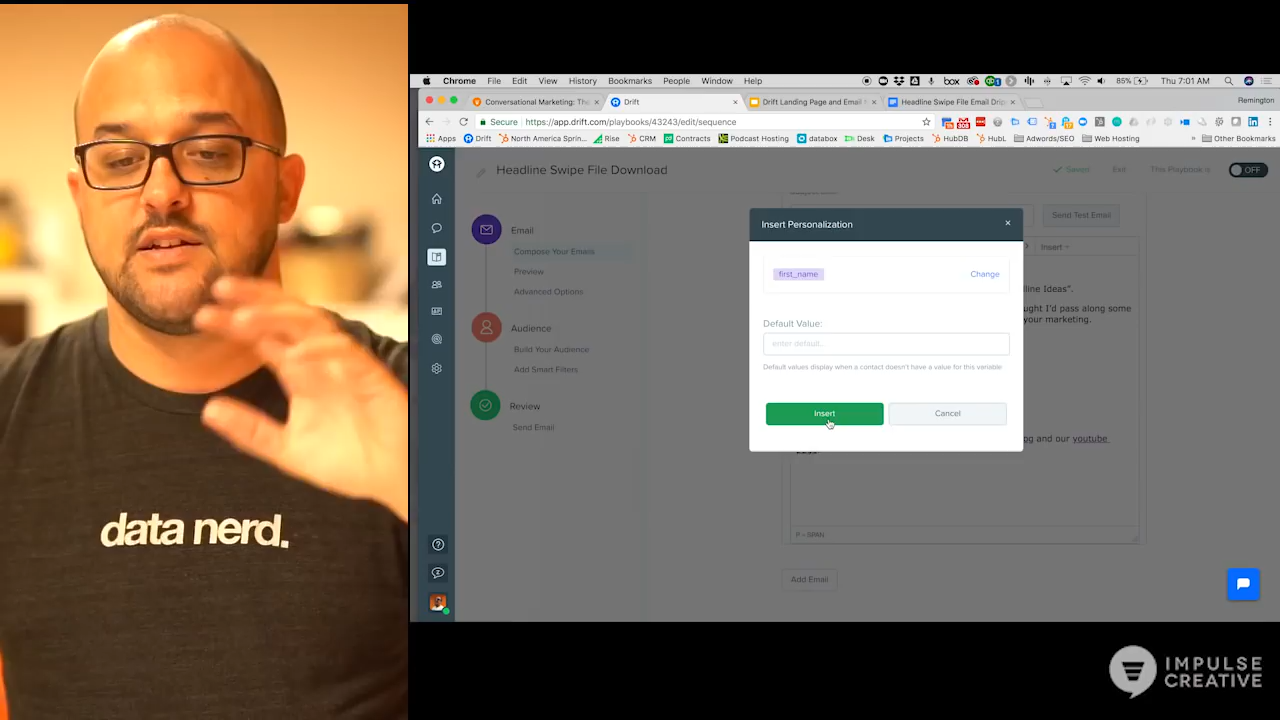 data nerd.
Chrome File Edit View History Bookmarks People Window Help
box
85%
Thu 7:01 AM
Conversational Marketing: The
Drift
Drift Landing Page and Email
Headline Swipe File Email Drip
Remington
Secure
https://app.drift.com/playbooks/43243/edit/sequence
Apps Drift North America Sprin... Rise CRM Contracts Podcast Hosting databox Desk Projects HubDB HubL Adwords/SEO Web Hosting » Other Bookmarks
Headline Swipe File Download
Saved
Exit
This Playbook is
OFF
Email
Compose Your Emails
Preview
Advanced Options
Audience
Build Your Audience
Add Smart Filters
Review
Send Email
Send Test Email
Insert
Insert Personalization
×
first_name
Change
Default Value:
enter default...
Default values display when a contact doesn't have a value for this variable
Insert
Cancel
line Ideas".
ught I'd pass along some
your marketing.
og and our youtube
P » SPAN
Add Email
IMPULSE
CREATIVE